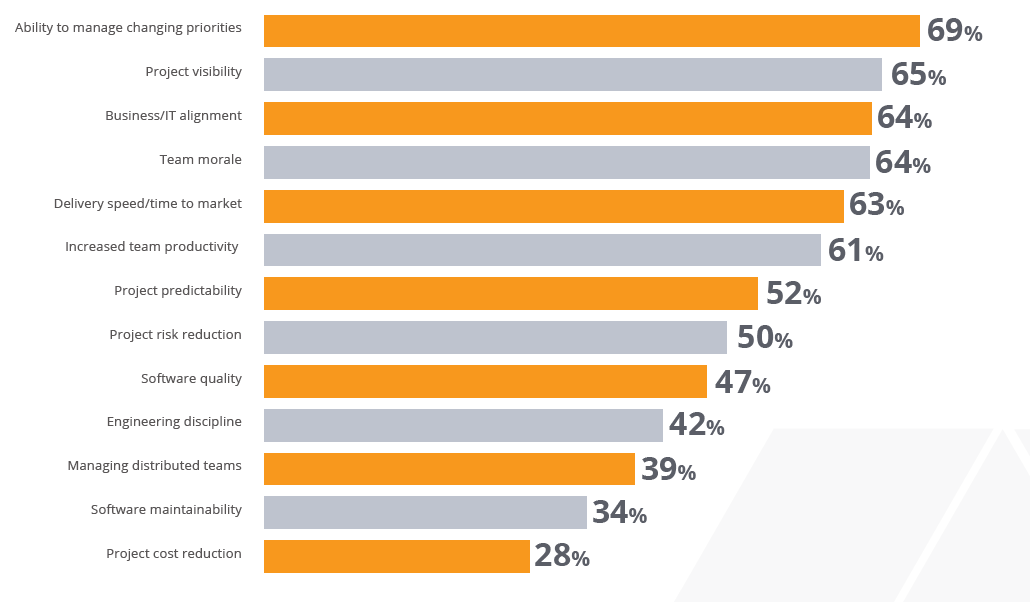 Ability to manage changing priorities 69%
Project visibility 65%
Business/IT alignment 64%
Team morale 64%
Delivery speed/time to market 63%
Increased team productivity 61%
Project predictability 52%
Project risk reduction 50%
Software quality 47%
Engineering discipline 42%
Managing distributed teams 39%
Software maintainability 34%
Project cost reduction 28%